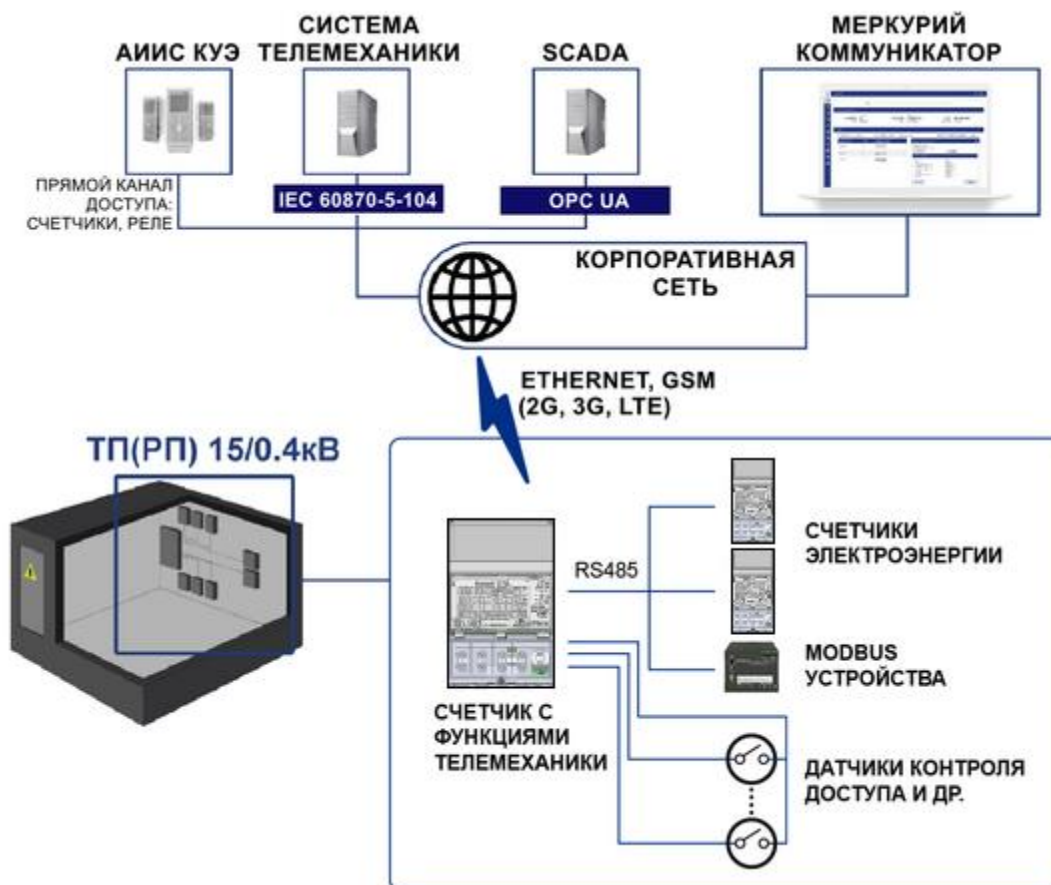 АИИС КУЭ
СИСТЕМА
ТЕЛЕМЕХАНИКИ
SCADA
МЕРКУРИЙ
КОММУНИКАТОР
ПРЯМОЙ КАНАЛ
ДОСТУПА:
СЧЕТЧИКИ, РЕЛЕ
IEC 60870-5-104
OPC UA
КОРПОРАТИВНАЯ
СЕТЬ
ETHERNET, GSM
(2G, 3G, LTE)
ТП(РП) 15/0.4кВ
RS485
СЧЕТЧИКИ
ЭЛЕКТРОЭНЕРГИИ
MODBUS
УСТРОЙСТВА
СЧЕТЧИК С
ФУНКЦИЯМИ
ТЕЛЕМЕХАНИКИ
ДАТЧИКИ КОНТРОЛЯ
ДОСТУПА И ДР.